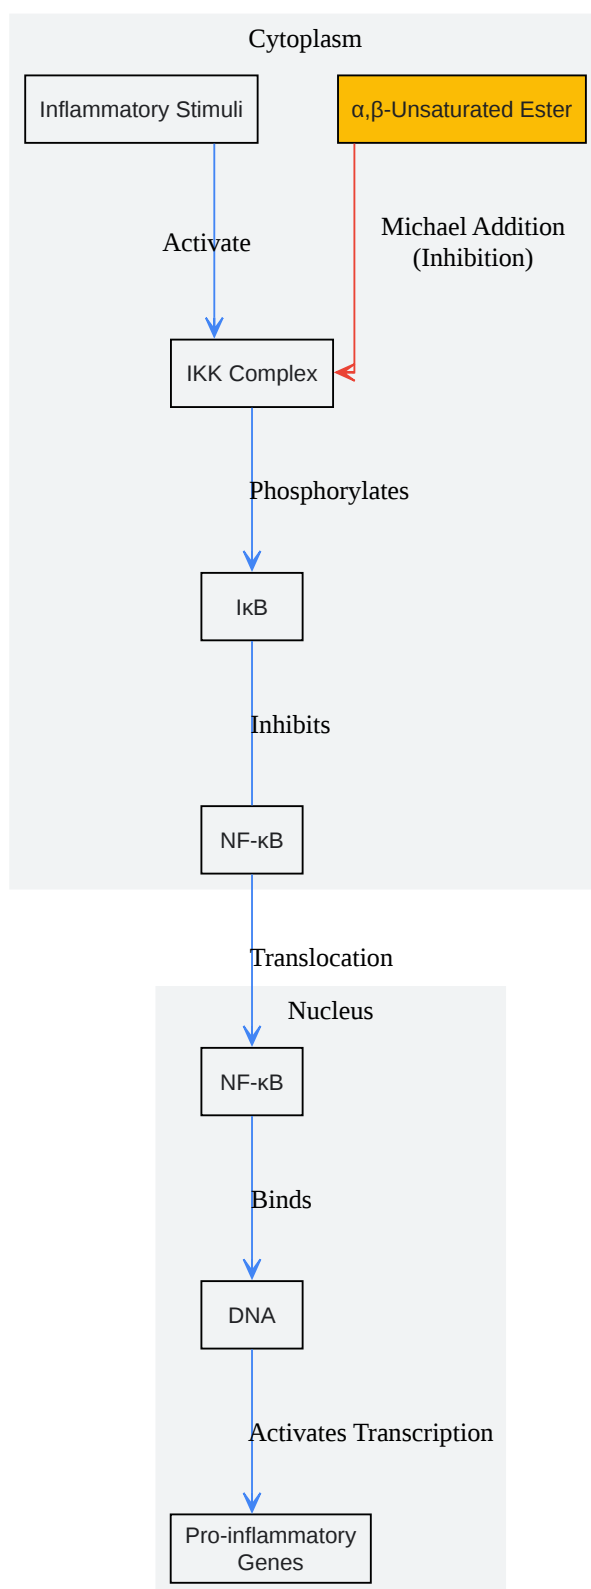 Cytoplasm
Inflammatory Stimuli
α,β-Unsaturated Ester
Activate
Michael Addition
(Inhibition)
IKK Complex
Phosphorylates
IκB
Inhibits
NF-κB
Translocation
Nucleus
NF-κB
Binds
DNA
Activates Transcription
Pro-inflammatory
Genes